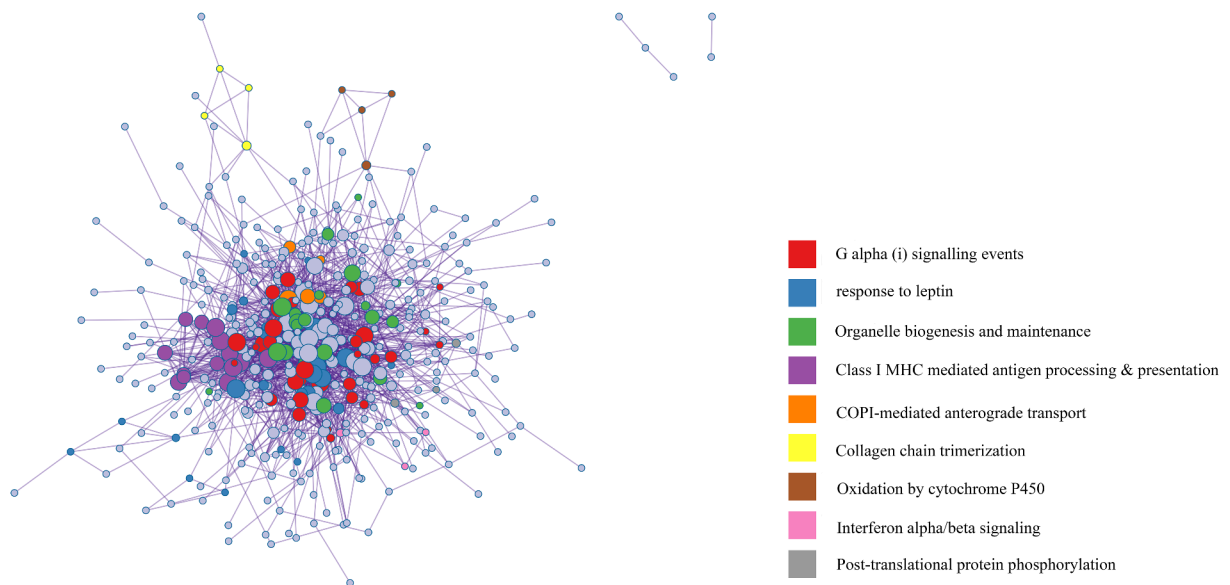 G alpha (i) signalling events
response to leptin
Organelle biogenesis and maintenance
Class I MHC mediated antigen processing & presentation
COPI-mediated anterograde transport
Collagen chain trimerization
Oxidation by cytochrome P450
Interferon alpha/beta signaling
Post-translational protein phosphorylation